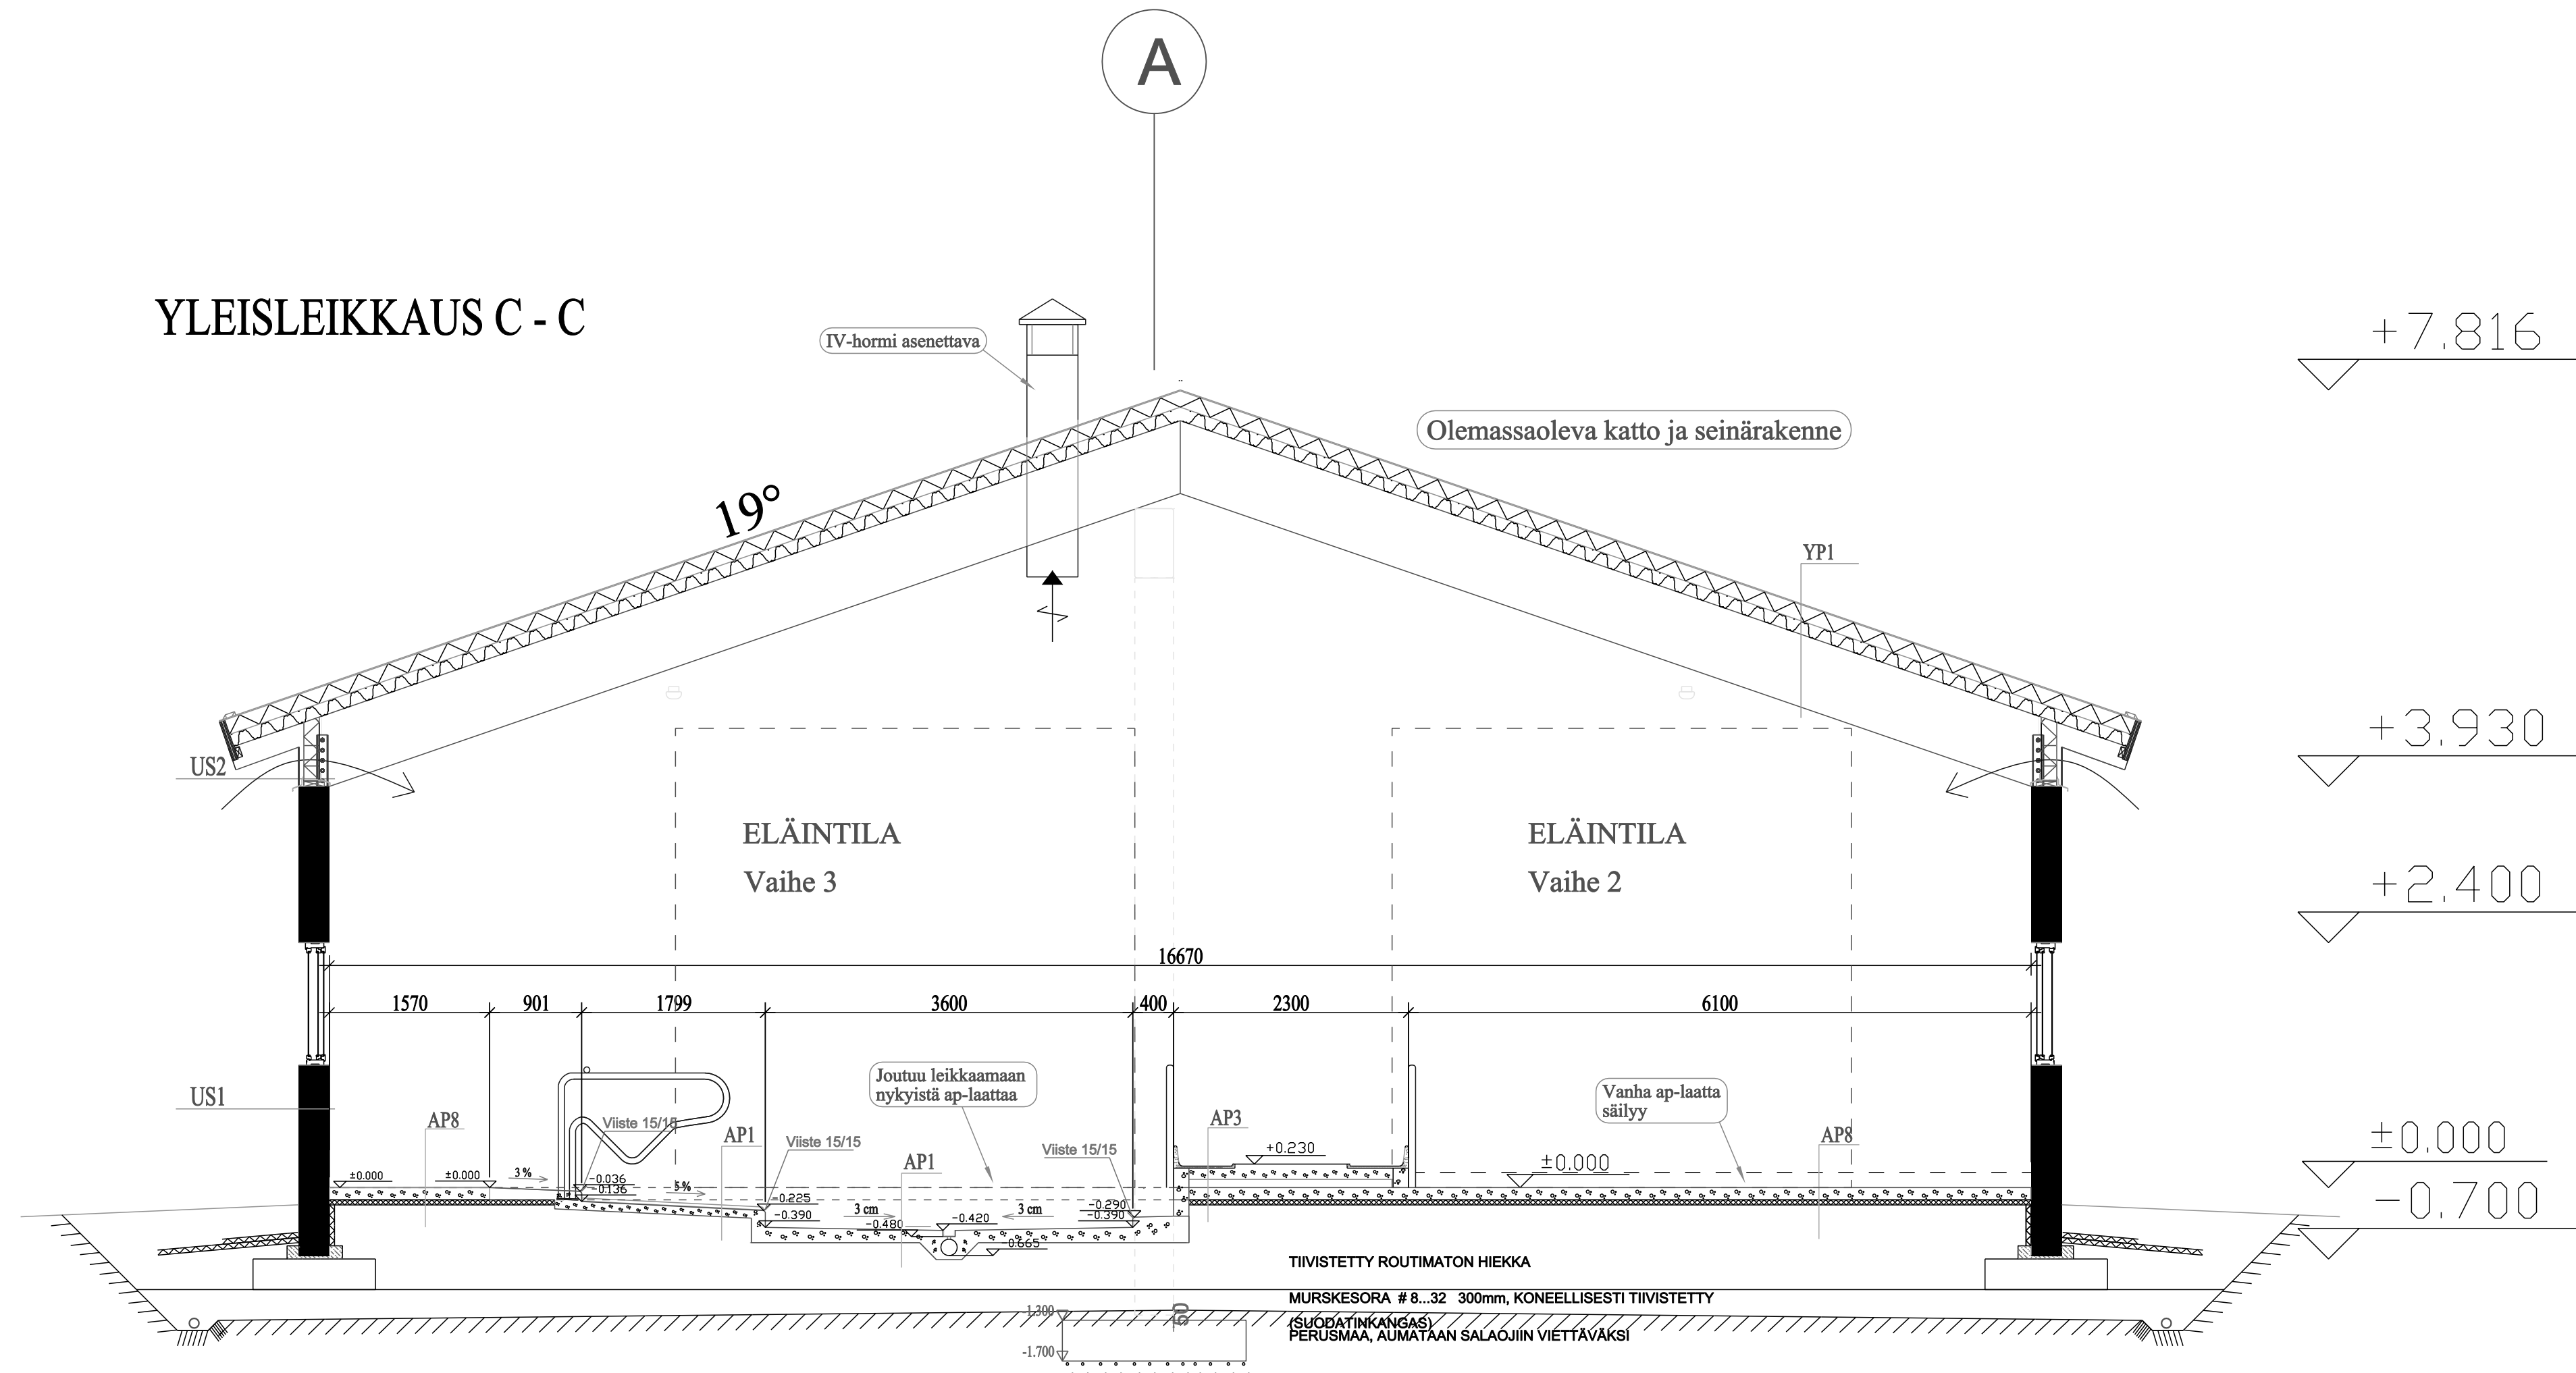 A
YLEISLEIKKAUS C - C
IV-hormi asenettava
+7.816
Olemassaoleva katto ja seinärakenne
19°
YP1
+3.930
US2
ELÄINTILA
Vaihe 3
ELÄINTILA
Vaihe 2
+2.400
16670
1570
901
1799
3600
400
2300
6100
Joutuu leikkaamaan
nykyistä ap-laattaa
Vanha ap-laatta
säilyy
US1
AP8
Viiste 15/15
AP1
Viiste 15/15
AP1
Viiste 15/15
AP3
AP8
±0.000
+0.230
±0.000
±0.000
±0.000
3 %
-0.036
-0.136
5 %
-0.225
-0.390
3 cm
-0.480
-0.420
3 cm
-0.290
-0.390
-0.665
-0.700
TIIVISTETTY ROUTIMATON HIEKKA
MURSKESORA # 8...32 300mm, KONEELLISESTI TIIVISTETTY
(SUODATINKANGAS)
PERUSMAA, AUMATAAN SALAOJIIN VIETTÄVÄKSI
-1.300
50
-1.700